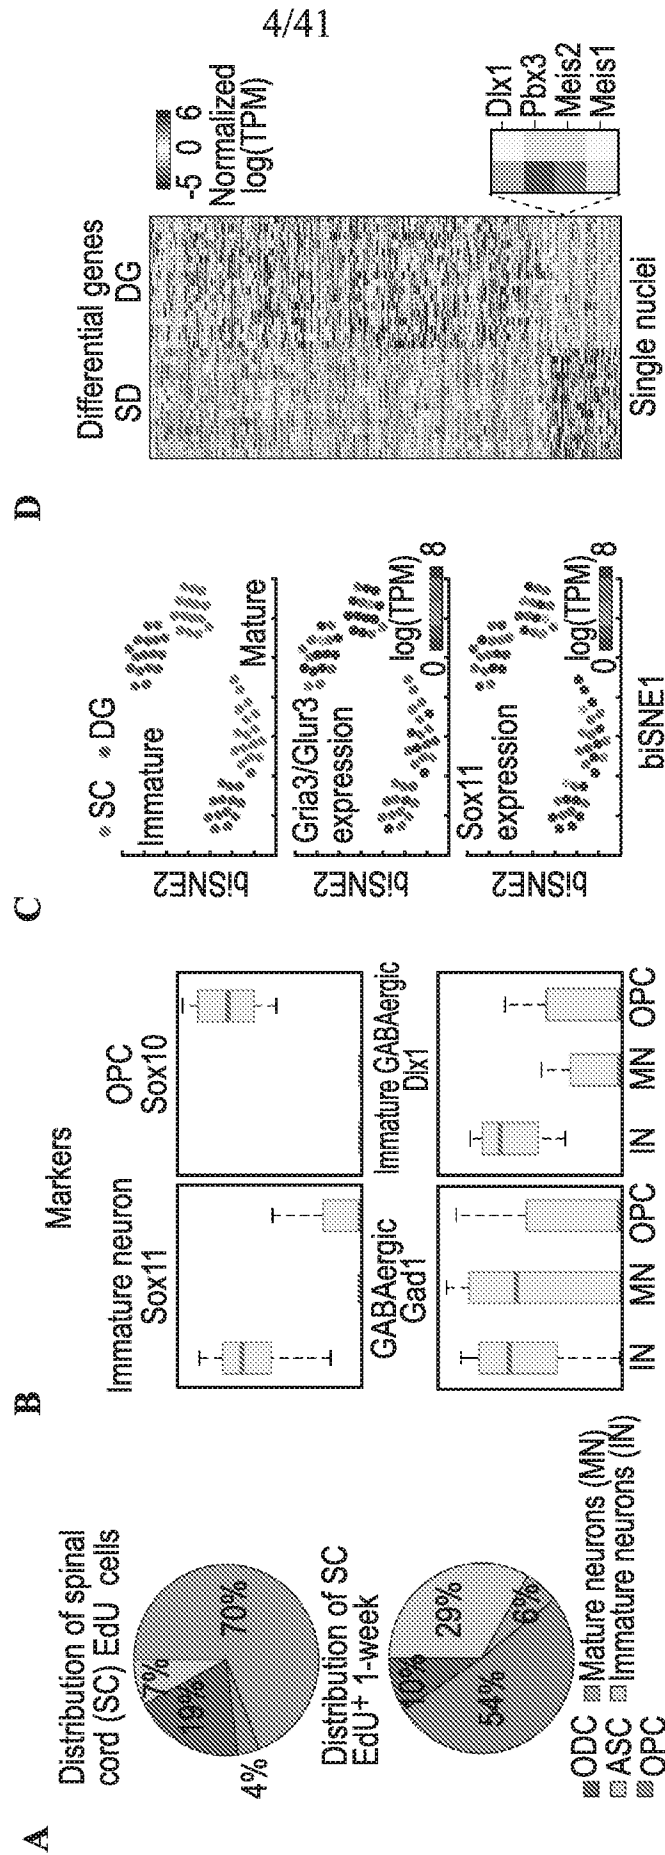 4/41
A
Distribution of spinal
cord (SC) EdU cells
7%
19%
70%
4%
Distribution of SC
EdU+ 1-week
10%
29%
54%
6%
ODC
ASC
OPC
Mature neurons (MN)
Immature neurons (IN)
B
Markers
Immature neuron
Sox11
OPC
Sox10
GABAergic
Gad1
Immature GABAergic
Dlx1
IN MN OPC
IN MN OPC
C
SC DG
Immature
Mature
biSNE2
Gria3/Glur3
expression
log(TPM)
0 8
biSNE2
Sox11
expression
log(TPM)
0 8
biSNE2
biSNE1
D
Differential genes
SD DG
-5 0 6
Normalized
log(TPM)
Dlx1
Pbx3
Meis2
Meis1
Single nuclei